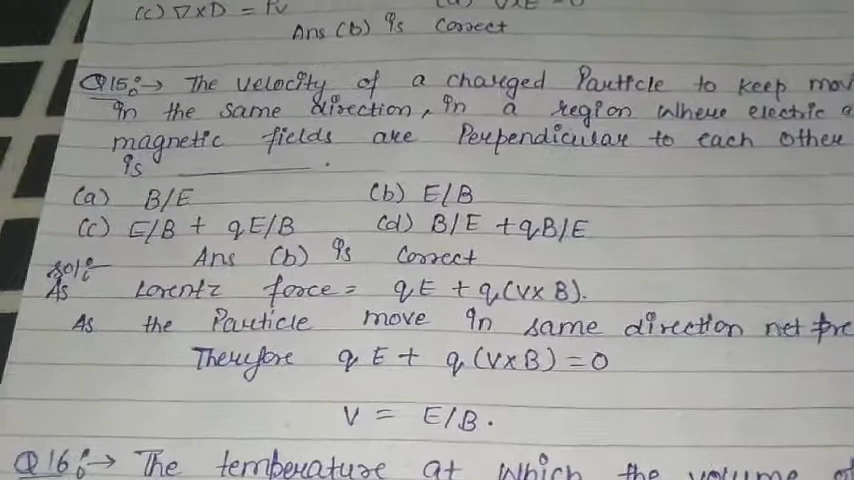 (c) ∇×D = ρv
Ans (b) is correct
Q15:→ The velocity of a charged Particle to keep mov
in the same direction, in a region where electric a
magnetic fields are Perpendicular to each other
is ________ .
(a) B/E (b) E/B
(c) E/B + qE/B (d) B/E + qB/E
Ans (b) is correct
Sol:-
As Lorentz force = qE + q(V×B).
As the Particle move in same direction net
Therefore qE + q(V×B) = 0
V = E/B.
Q16:→ The temperature at which the volume of